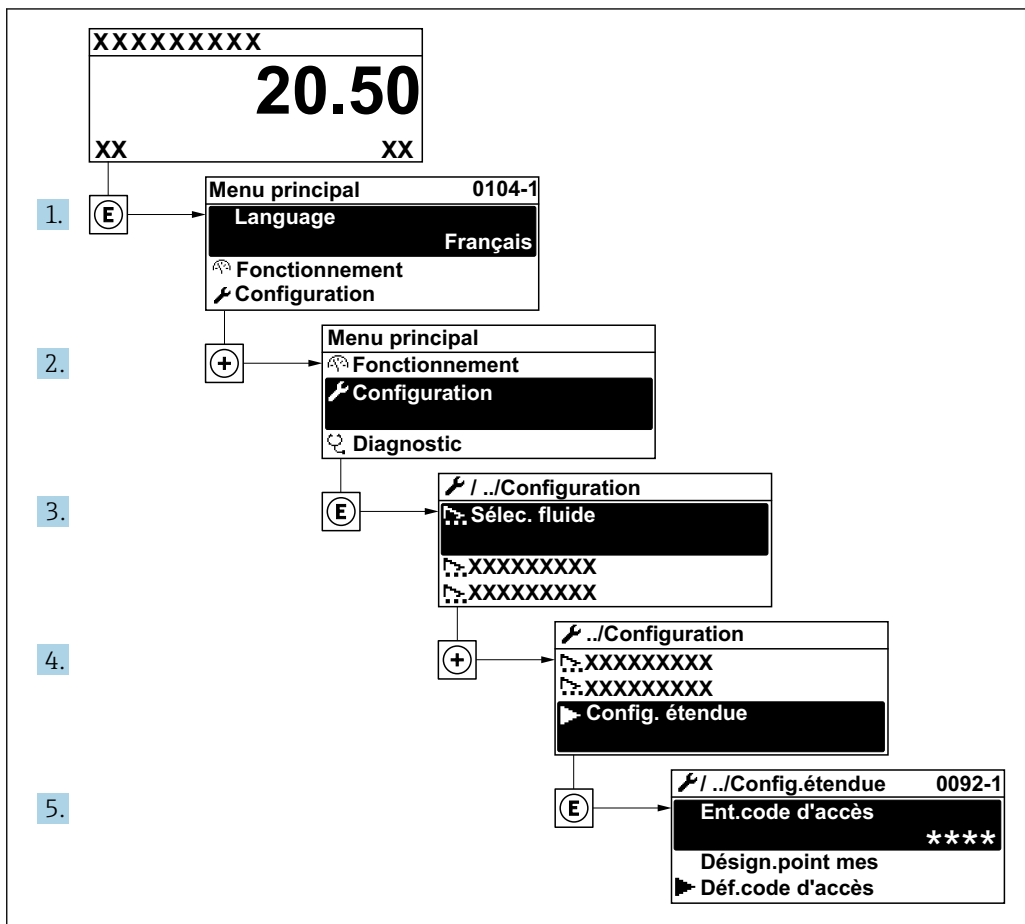 XXXXXXXXX
20.50
XX XX
1. E Menu principal 0104-1
Language
Français
Fonctionnement
Configuration
2. + Menu principal
Fonctionnement
Configuration
Diagnostic
3. E / ../Configuration
Sélec. fluide
XXXXXXXXX
XXXXXXXXX
4. + ../Configuration
XXXXXXXXX
XXXXXXXXX
Config. étendue
5. E / ../Config.étendue 0092-1
Ent.code d'accès
****
Désign.point mes
Déf.code d'accès